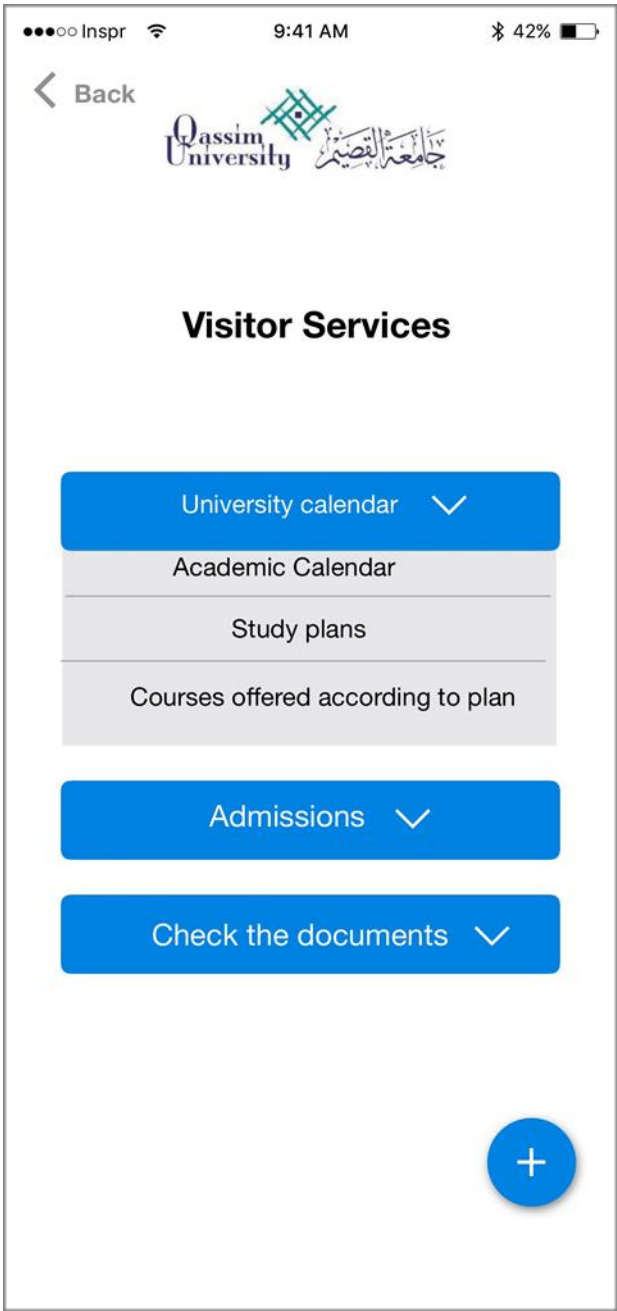 Inspr 9:41 AM 42%
Back
Qassim
University
جامعة القصيم
Visitor Services
University calendar
Academic Calendar
Study plans
Courses offered according to plan
Admissions
Check the documents
+